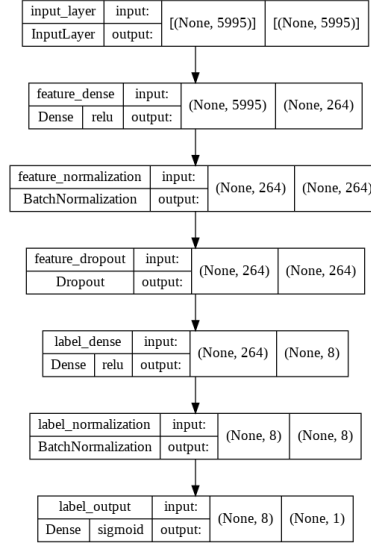 input_layer input: [(None, 5995)] [(None, 5995)]
InputLayer output:
feature_dense input: (None, 5995) (None, 264)
Dense relu output:
feature_normalization input: (None, 264) (None, 264)
BatchNormalization output:
feature_dropout input: (None, 264) (None, 264)
Dropout output:
label_dense input: (None, 264) (None, 8)
Dense relu output:
label_normalization input: (None, 8) (None, 8)
BatchNormalization output:
label_output input: (None, 8) (None, 1)
Dense sigmoid output: